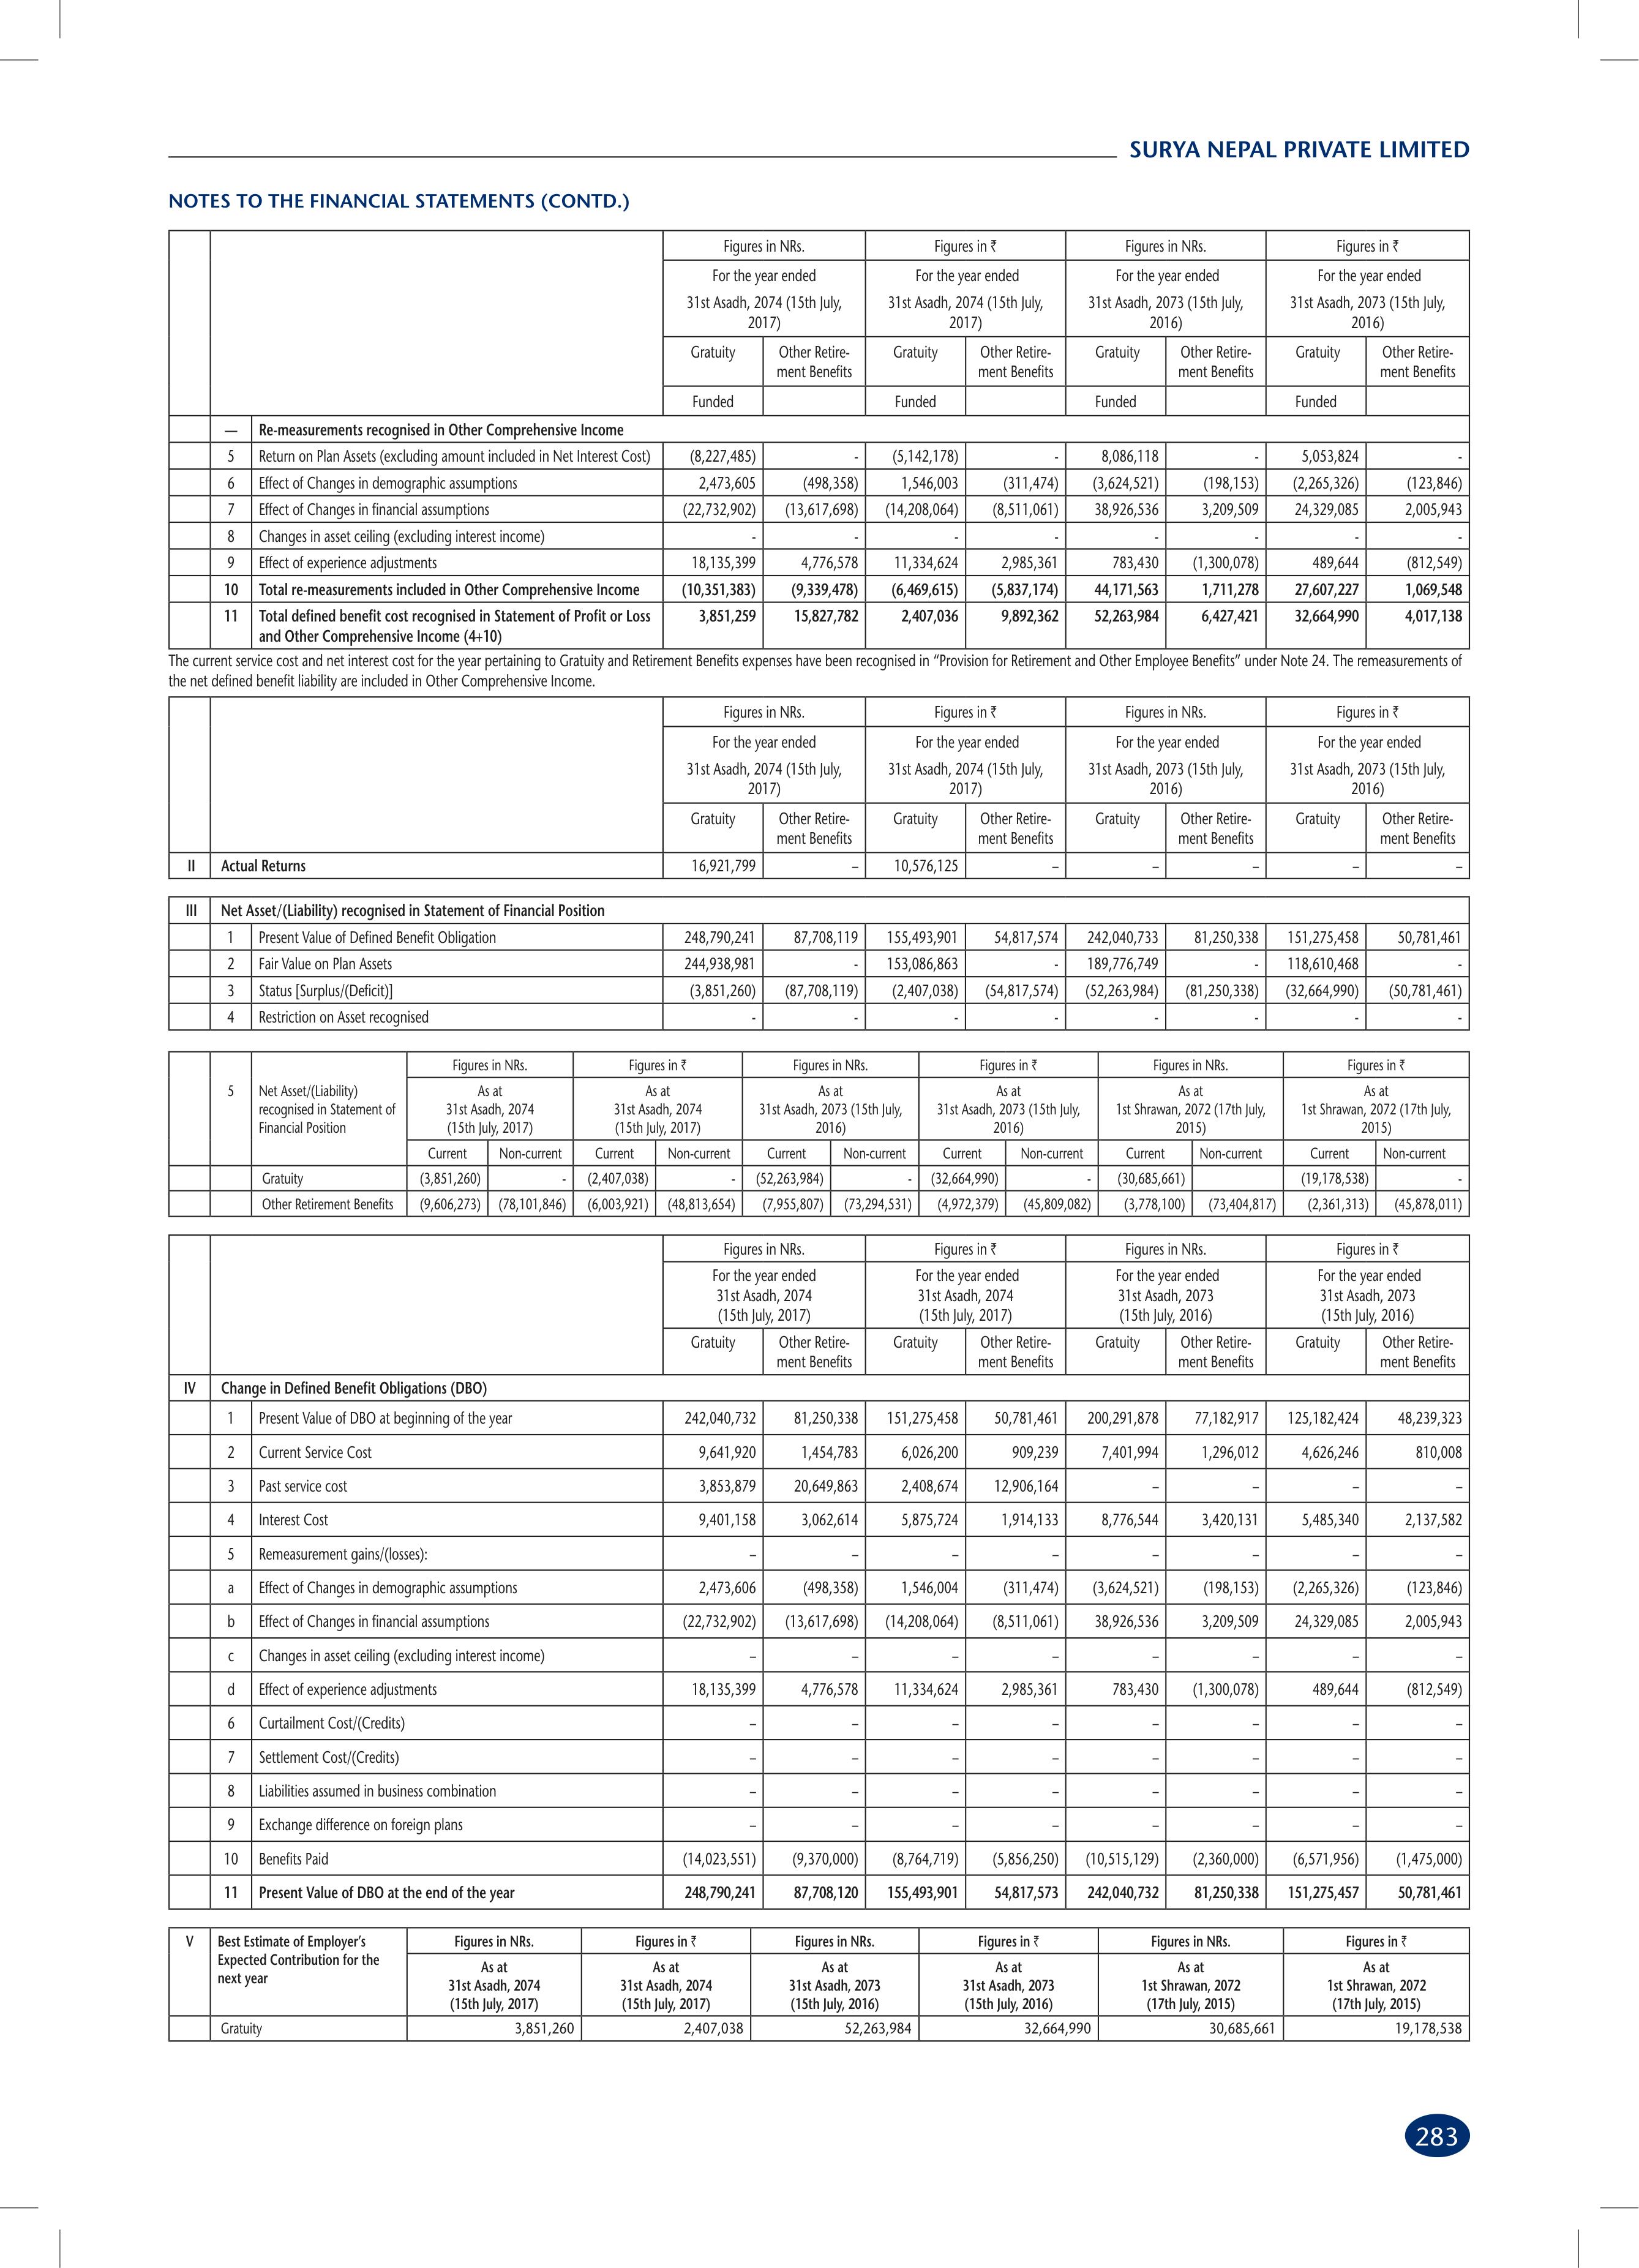 SURYA NEPAL PRIVATE LIMITED
NOTES TO THE FINANCIAL STATEMENTS (CONTD.)
Figures in NRs. Figures in ₹ Figures in NRs. Figures in ₹
For the year ended For the year ended For the year ended For the year ended
31st Asadh, 2074 (15th July, 31st Asadh, 2074 (15th July, 31st Asadh, 2073 (15th July, 31st Asadh, 2073 (15th July,
2017) 2017) 2016) 2016)
Gratuity Other Retire- Gratuity Other Retire- Gratuity Other Retire- Gratuity Other Retire-
ment Benefits ment Benefits ment Benefits ment Benefits
Funded Funded Funded Funded
— Re-measurements recognised in Other Comprehensive Income
5 Return on Plan Assets (excluding amount included in Net Interest Cost) (8,227,485) - (5,142,178) - 8,086,118 - 5,053,824 -
6 Effect of Changes in demographic assumptions 2,473,605 (498,358) 1,546,003 (311,474) (3,624,521) (198,153) (2,265,326) (123,846)
7 Effect of Changes in financial assumptions (22,732,902) (13,617,698) (14,208,064) (8,511,061) 38,926,536 3,209,509 24,329,085 2,005,943
8 Changes in asset ceiling (excluding interest income) - - - - - - - -
9 Effect of experience adjustments 18,135,399 4,776,578 11,334,624 2,985,361 783,430 (1,300,078) 489,644 (812,549)
10 Total re-measurements included in Other Comprehensive Income (10,351,383) (9,339,478) (6,469,615) (5,837,174) 44,171,563 1,711,278 27,607,227 1,069,548
11 Total defined benefit cost recognised in Statement of Profit or Loss 3,851,259 15,827,782 2,407,036 9,892,362 52,263,984 6,427,421 32,664,990 4,017,138
and Other Comprehensive Income (4+10)
The current service cost and net interest cost for the year pertaining to Gratuity and Retirement Benefits expenses have been recognised in “Provision for Retirement and Other Employee Benefits” under Note 24. The remeasurements of
the net defined benefit liability are included in Other Comprehensive Income.
Figures in NRs. Figures in ₹ Figures in NRs. Figures in ₹
For the year ended For the year ended For the year ended For the year ended
31st Asadh, 2074 (15th July, 31st Asadh, 2074 (15th July, 31st Asadh, 2073 (15th July, 31st Asadh, 2073 (15th July,
2017) 2017) 2016) 2016)
Gratuity Other Retire- Gratuity Other Retire- Gratuity Other Retire- Gratuity Other Retire-
ment Benefits ment Benefits ment Benefits ment Benefits
II Actual Returns 16,921,799 – 10,576,125 – – – – –
III Net Asset/(Liability) recognised in Statement of Financial Position
1 Present Value of Defined Benefit Obligation 248,790,241 87,708,119 155,493,901 54,817,574 242,040,733 81,250,338 151,275,458 50,781,461
2 Fair Value on Plan Assets 244,938,981 - 153,086,863 - 189,776,749 - 118,610,468 -
3 Status [Surplus/(Deficit)] (3,851,260) (87,708,119) (2,407,038) (54,817,574) (52,263,984) (81,250,338) (32,664,990) (50,781,461)
4 Restriction on Asset recognised - - - - - - - -
Figures in NRs. Figures in ₹ Figures in NRs. Figures in ₹ Figures in NRs. Figures in ₹
5 Net Asset/(Liability) As at As at As at As at As at As at
recognised in Statement of 31st Asadh, 2074 31st Asadh, 2074 31st Asadh, 2073 (15th July, 31st Asadh, 2073 (15th July, 1st Shrawan, 2072 (17th July, 1st Shrawan, 2072 (17th July,
Financial Position (15th July, 2017) (15th July, 2017) 2016) 2016) 2015) 2015)
Current Non-current Current Non-current Current Non-current Current Non-current Current Non-current Current Non-current
Gratuity (3,851,260) - (2,407,038) - (52,263,984) - (32,664,990) - (30,685,661) (19,178,538) -
Other Retirement Benefits (9,606,273) (78,101,846) (6,003,921) (48,813,654) (7,955,807) (73,294,531) (4,972,379) (45,809,082) (3,778,100) (73,404,817) (2,361,313) (45,878,011)
Figures in NRs. Figures in ₹ Figures in NRs. Figures in ₹
For the year ended For the year ended For the year ended For the year ended
31st Asadh, 2074 31st Asadh, 2074 31st Asadh, 2073 31st Asadh, 2073
(15th July, 2017) (15th July, 2017) (15th July, 2016) (15th July, 2016)
Gratuity Other Retire- Gratuity Other Retire- Gratuity Other Retire- Gratuity Other Retire-
ment Benefits ment Benefits ment Benefits ment Benefits
IV Change in Defined Benefit Obligations (DBO)
1 Present Value of DBO at beginning of the year 242,040,732 81,250,338 151,275,458 50,781,461 200,291,878 77,182,917 125,182,424 48,239,323
2 Current Service Cost 9,641,920 1,454,783 6,026,200 909,239 7,401,994 1,296,012 4,626,246 810,008
3 Past service cost 3,853,879 20,649,863 2,408,674 12,906,164 – – – –
4 Interest Cost 9,401,158 3,062,614 5,875,724 1,914,133 8,776,544 3,420,131 5,485,340 2,137,582
5 Remeasurement gains/(losses): – – – – – – – –
a Effect of Changes in demographic assumptions 2,473,606 (498,358) 1,546,004 (311,474) (3,624,521) (198,153) (2,265,326) (123,846)
b Effect of Changes in financial assumptions (22,732,902) (13,617,698) (14,208,064) (8,511,061) 38,926,536 3,209,509 24,329,085 2,005,943
c Changes in asset ceiling (excluding interest income) – – – – – – – –
d Effect of experience adjustments 18,135,399 4,776,578 11,334,624 2,985,361 783,430 (1,300,078) 489,644 (812,549)
6 Curtailment Cost/(Credits) – – – – – – – –
7 Settlement Cost/(Credits) – – – – – – – –
8 Liabilities assumed in business combination – – – – – – – –
9 Exchange difference on foreign plans – – – – – – – –
10 Benefits Paid (14,023,551) (9,370,000) (8,764,719) (5,856,250) (10,515,129) (2,360,000) (6,571,956) (1,475,000)
11 Present Value of DBO at the end of the year 248,790,241 87,708,120 155,493,901 54,817,573 242,040,732 81,250,338 151,275,457 50,781,461
V Best Estimate of Employer’s Figures in NRs. Figures in ₹ Figures in NRs. Figures in ₹ Figures in NRs. Figures in ₹
Expected Contribution for the As at As at As at As at As at As at
next year 31st Asadh, 2074 31st Asadh, 2074 31st Asadh, 2073 31st Asadh, 2073 1st Shrawan, 2072 1st Shrawan, 2072
(15th July, 2017) (15th July, 2017) (15th July, 2016) (15th July, 2016) (17th July, 2015) (17th July, 2015)
Gratuity 3,851,260 2,407,038 52,263,984 32,664,990 30,685,661 19,178,538
283